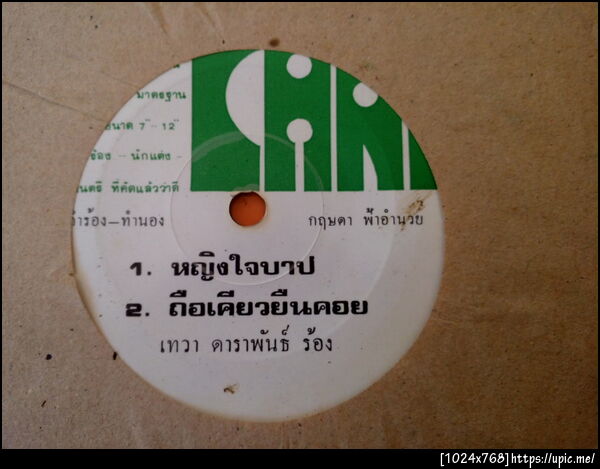 มาตรฐาน
ขนาด 7" - 12"
ร้อง - นักแต่ง -
นตรี ที่คัดแล้วว่าดี
คำร้อง-ทำนอง
กฤษดา ฟ้าอำนวย
1. หญิงใจบาป
2. ถือเคียวยืนคอย
เทวา ดาราพันธ์ ร้อง
[1024x768]https://upic.me/